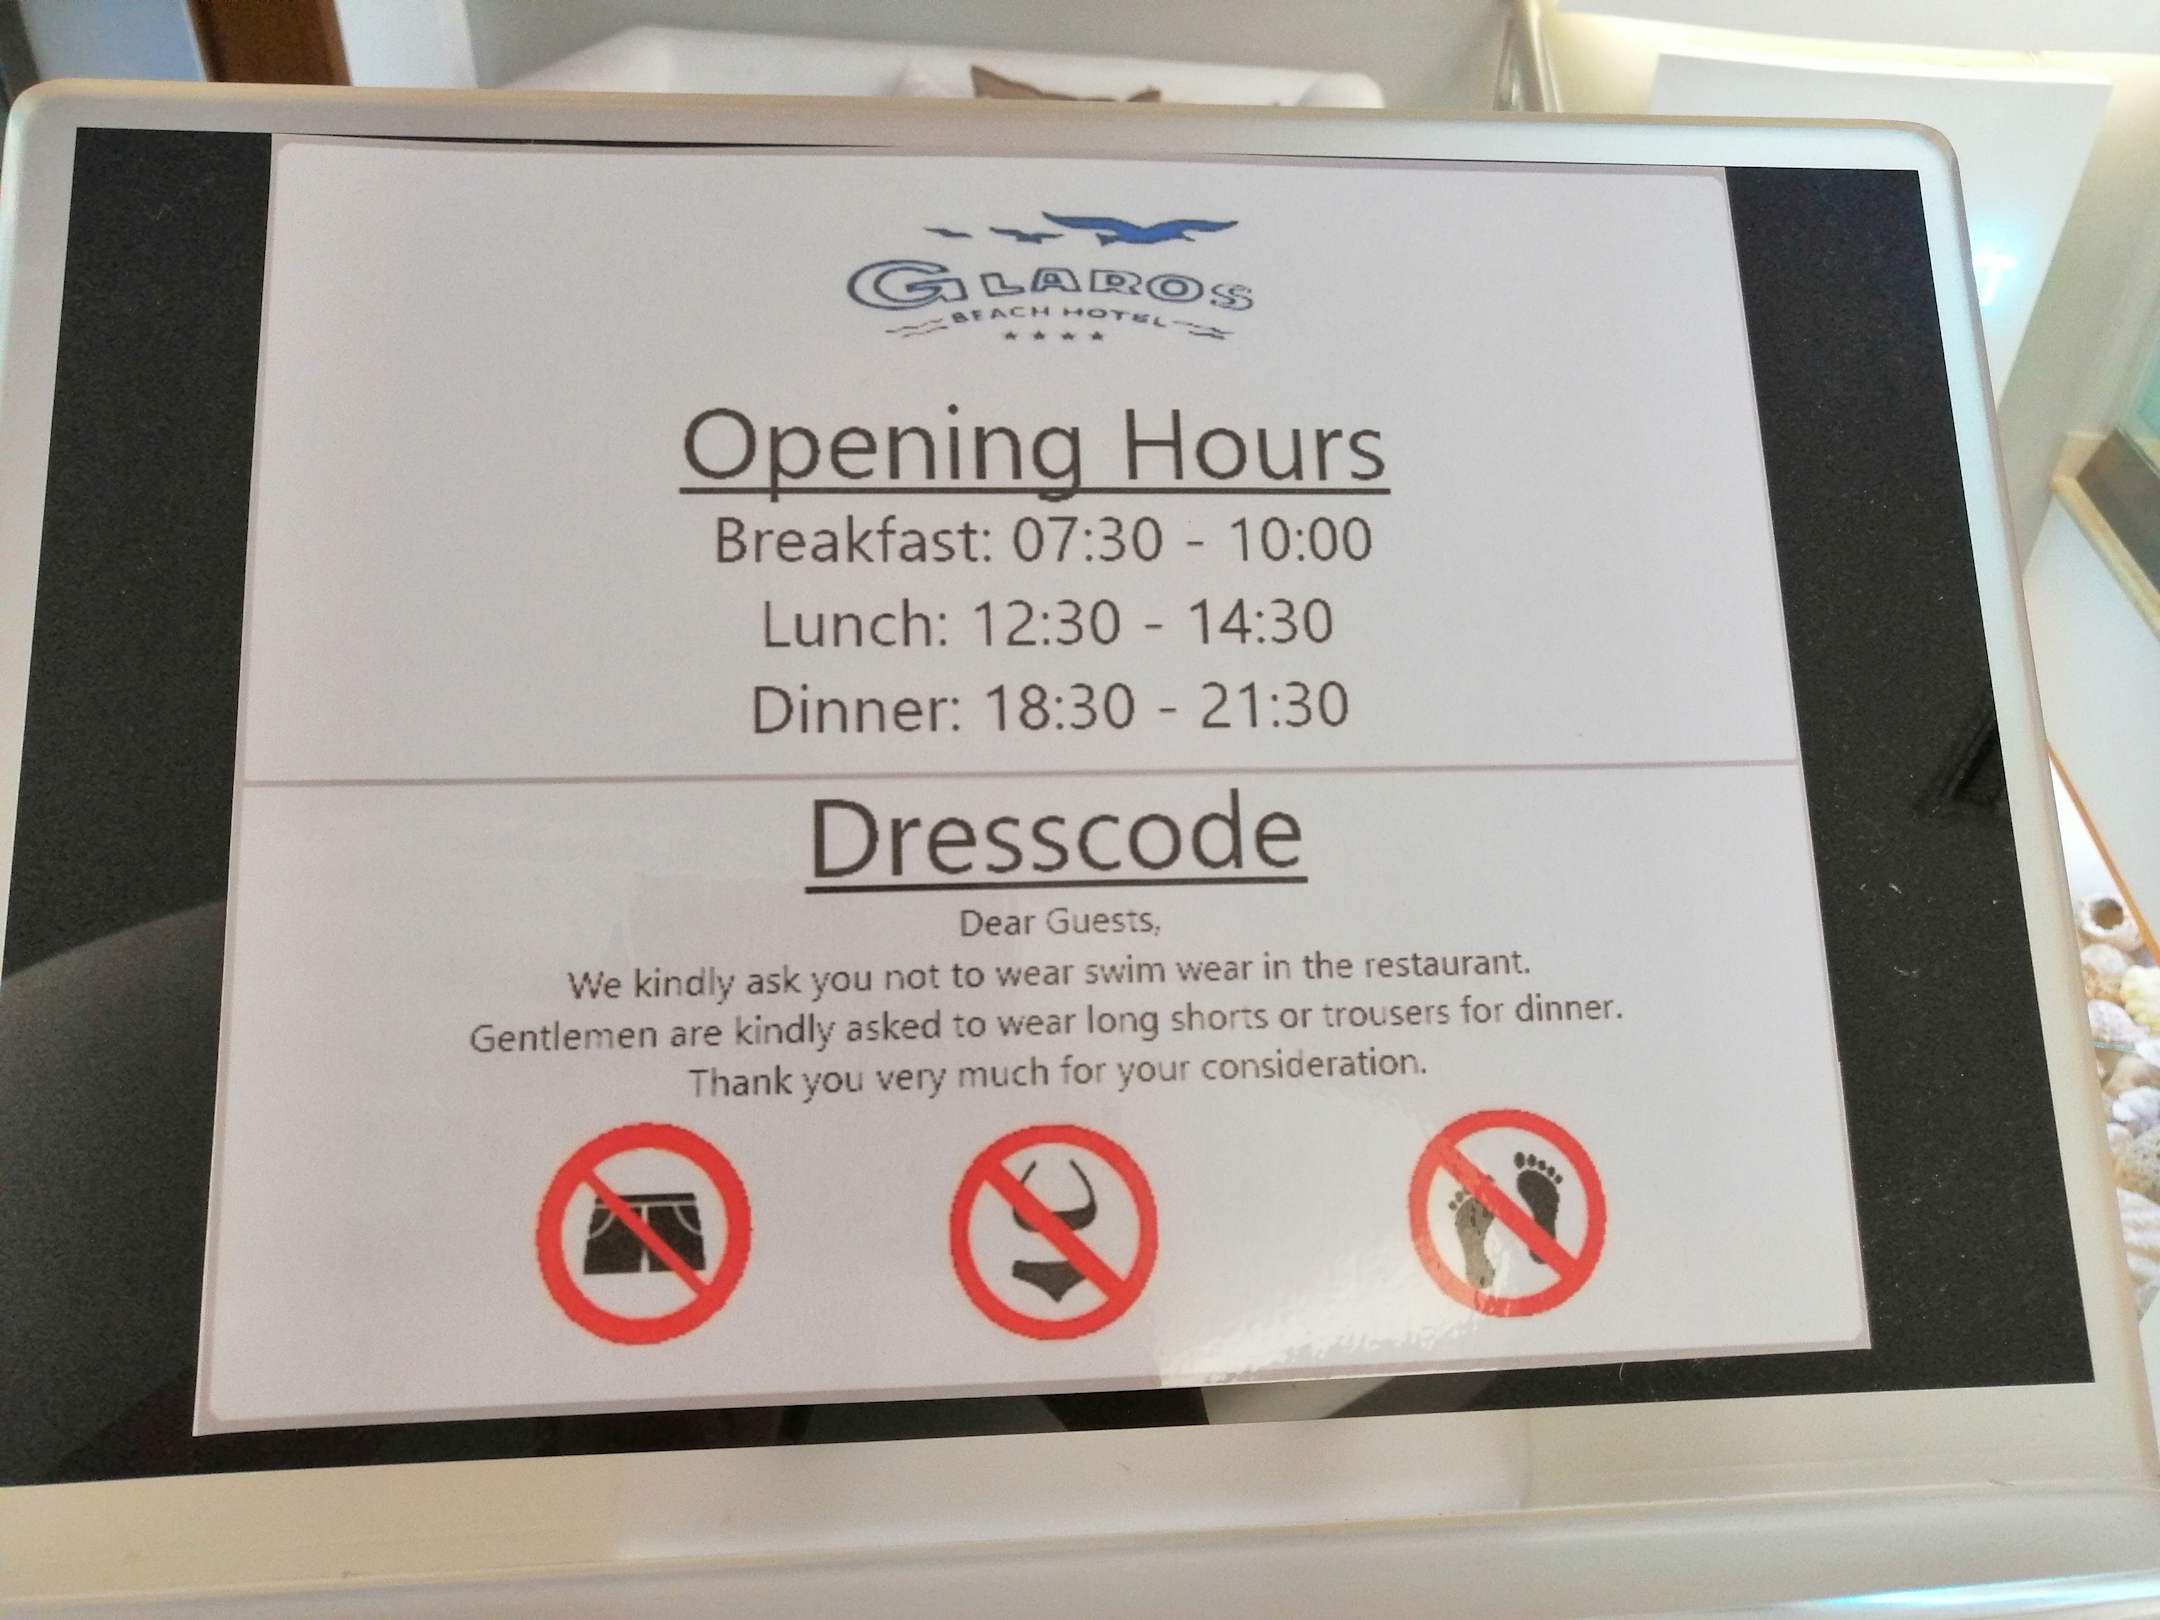 GLAROS
BEACH HOTEL
Opening Hours
Breakfast: 07:30 - 10:00
Lunch: 12:30 - 14:30
Dinner: 18:30 - 21:30
Dresscode
Dear Guests,
We kindly ask you not to wear swim wear in the restaurant.
Gentlemen are kindly asked to wear long shorts or trousers for dinner.
Thank you very much for your consideration.